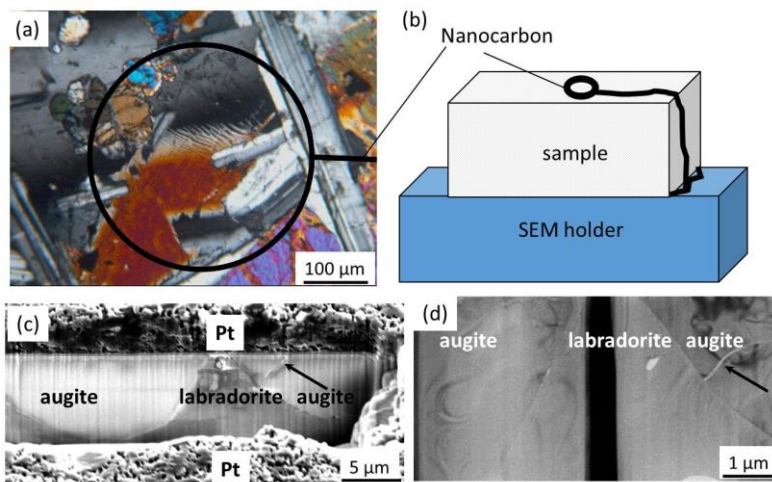 (a)
Nanocarbon
100 µm
(b)
sample
SEM holder
(c)
Pt
augite
labradorite
augite
Pt
5 µm
(d)
augite
labradorite
augite
1 µm